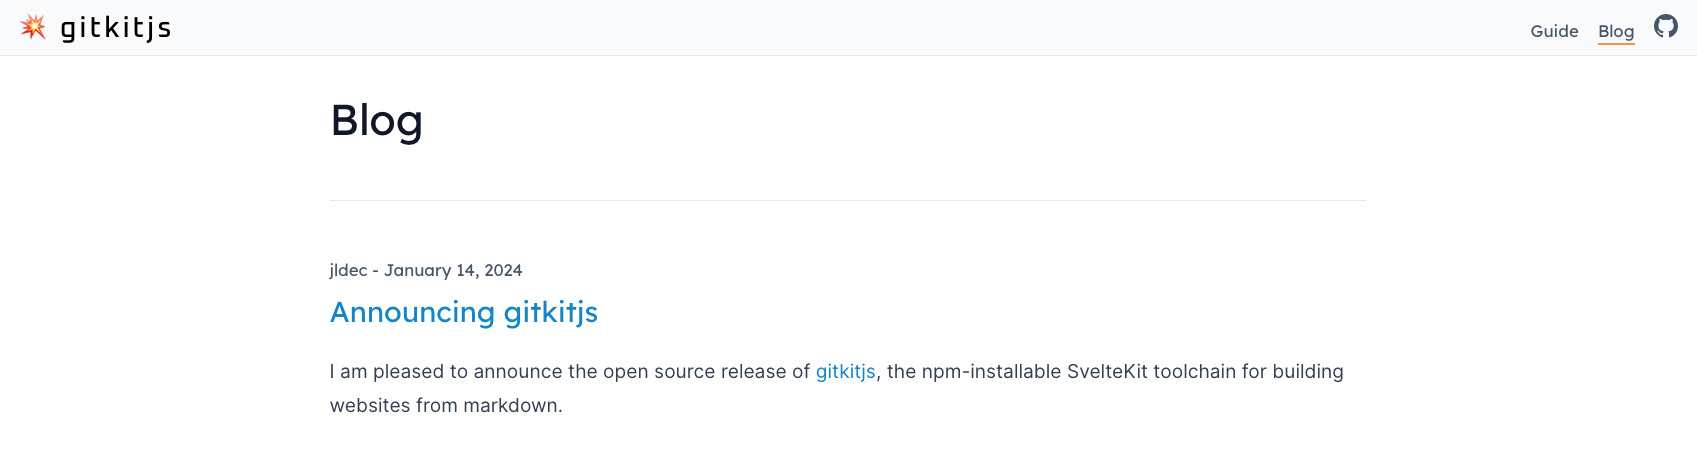 gitkitjs
Guide Blog
Blog
jldec - January 14, 2024
Announcing gitkitjs
I am pleased to announce the open source release of gitkitjs, the npm-installable SvelteKit toolchain for building
websites from markdown.